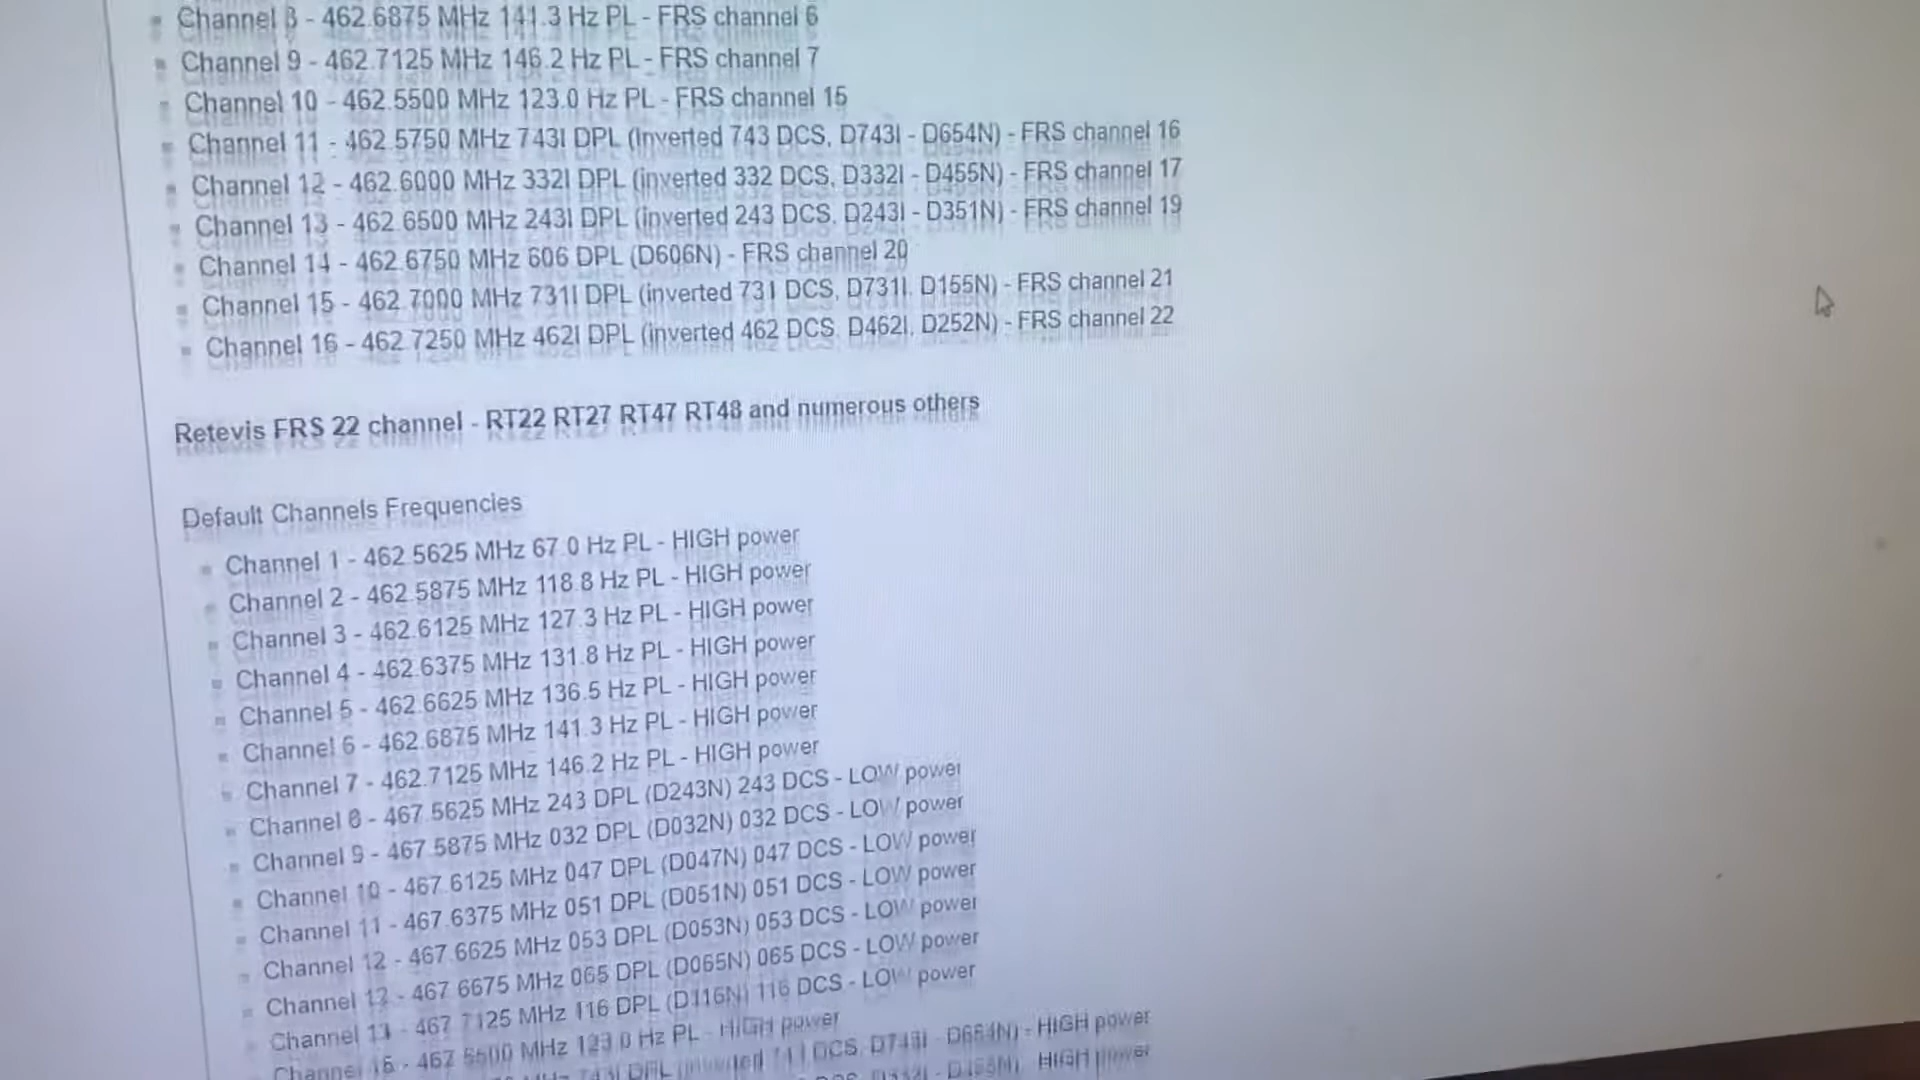 Channel 8 - 462.6875 MHz 141.3 Hz PL - FRS channel 6
Channel 9 - 462.7125 MHz 146.2 Hz PL - FRS channel 7
Channel 10 - 462.5500 MHz 123.0 Hz PL - FRS channel 15
Channel 11 - 462.5750 MHz 743I DPL (Inverted 743 DCS, D743I - D654N) - FRS channel 16
Channel 12 - 462.6000 MHz 332I DPL (inverted 332 DCS, D332I - D455N) - FRS channel 17
Channel 13 - 462.6500 MHz 243I DPL (inverted 243 DCS, D243I - D351N) - FRS channel 19
Channel 14 - 462.6750 MHz 606 DPL (D606N) - FRS channel 20
Channel 15 - 462.7000 MHz 731I DPL (inverted 731 DCS, D731I, D155N) - FRS channel 21
Channel 16 - 462.7250 MHz 462I DPL (inverted 462 DCS, D462I, D252N) - FRS channel 22
Retevis FRS 22 channel - RT22 RT27 RT47 RT48 and numerous others
Default Channels Frequencies
Channel 1 - 462.5625 MHz 67.0 Hz PL - HIGH power
Channel 2 - 462.5875 MHz 118.8 Hz PL - HIGH power
Channel 3 - 462.6125 MHz 127.3 Hz PL - HIGH power
Channel 4 - 462.6375 MHz 131.8 Hz PL - HIGH power
Channel 5 - 462.6625 MHz 136.5 Hz PL - HIGH power
Channel 6 - 462.6875 MHz 141.3 Hz PL - HIGH power
Channel 7 - 462.7125 MHz 146.2 Hz PL - HIGH power
Channel 8 - 467.5625 MHz 243 DPL (D243N) 243 DCS - LOW power
Channel 9 - 467.5875 MHz 032 DPL (D032N) 032 DCS - LOW power
Channel 10 - 467.6125 MHz 047 DPL (D047N) 047 DCS - LOW power
Channel 11 - 467.6375 MHz 051 DPL (D051N) 051 DCS - LOW power
Channel 12 - 467.6625 MHz 053 DPL (D053N) 053 DCS - LOW power
Channel - 467.6675 MHz 065 DPL (D065N) 065 DCS - LOW power
Channel - 467.7125 MHz 116 DPL (D116N) 116 DCS - LOW power
Channel - MHz 123.0 Hz PL - HIGH power
DCS, - HIGH power
HIGH power